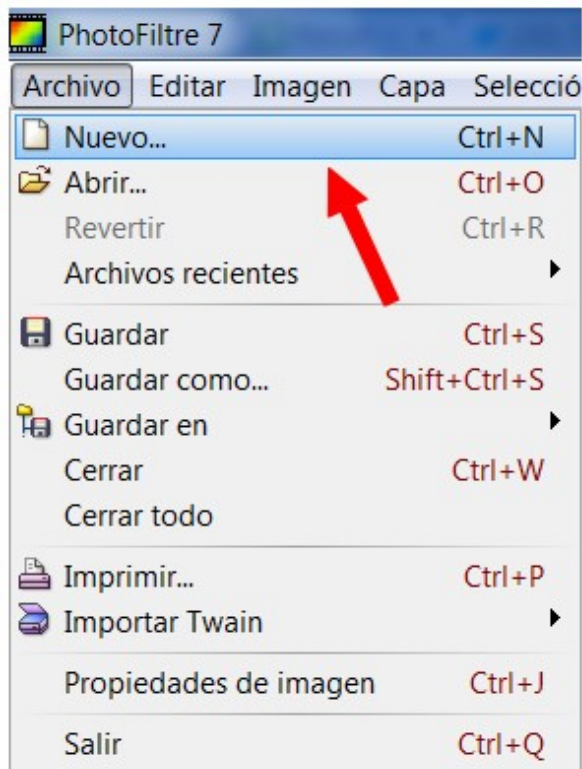 PhotoFiltre 7
Archivo Editar Imagen Capa Selecció
Nuevo... Ctrl+N
Abrir... Ctrl+O
Revertir Ctrl+R
Archivos recientes
Guardar Ctrl+S
Guardar como... Shift+Ctrl+S
Guardar en
Cerrar Ctrl+W
Cerrar todo
Imprimir... Ctrl+P
Importar Twain
Propiedades de imagen Ctrl+J
Salir Ctrl+Q